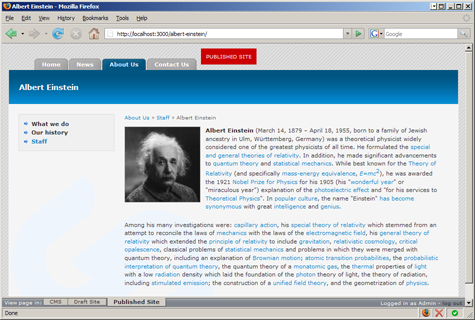 Albert Einstein - Mozilla Firefox
File Edit View History Bookmarks Tools Help
http://localhost:3000/albert-einstein/
Google
PUBLISHED SITE
Home News About Us Contact Us
Albert Einstein
What we do
Our history
Staff
About Us > Staff > Albert Einstein
Albert Einstein (March 14, 1879 – April 18, 1955, born to a family of Jewish
ancestry in Ulm, Württemberg, Germany) was a theoretical physicist widely
considered one of the greatest physicists of all time. He formulated the special
and general theories of relativity. In addition, he made significant advancements
to quantum theory and statistical mechanics. While best known for the Theory of
Relativity (and specifically mass-energy equivalence, E=mc²), he was awarded
the 1921 Nobel Prize for Physics for his 1905 (his "wonderful year" or
"miraculous year") explanation of the photoelectric effect and "for his services to
Theoretical Physics". In popular culture, the name "Einstein" has become
synonymous with great intelligence and genius.
Among his many investigations were: capillary action, his special theory of relativity which stemmed from an
attempt to reconcile the laws of mechanics with the laws of the electromagnetic field, his general theory of
relativity which extended the principle of relativity to include gravitation, relativistic cosmology, critical
opalescence, classical problems of statistical mechanics and problems in which they were merged with
quantum theory, including an explanation of Brownian motion; atomic transition probabilities, the probabilistic
interpretation of quantum theory, the quantum theory of a monatomic gas, the thermal properties of light
with a low radiation density which laid the foundation of the photon theory of light, the theory of radiation,
including stimulated emission; the construction of a unified field theory, and the geometrization of physics.
View page in: CMS Draft Site Published Site Logged in as Admin - Logout
Done